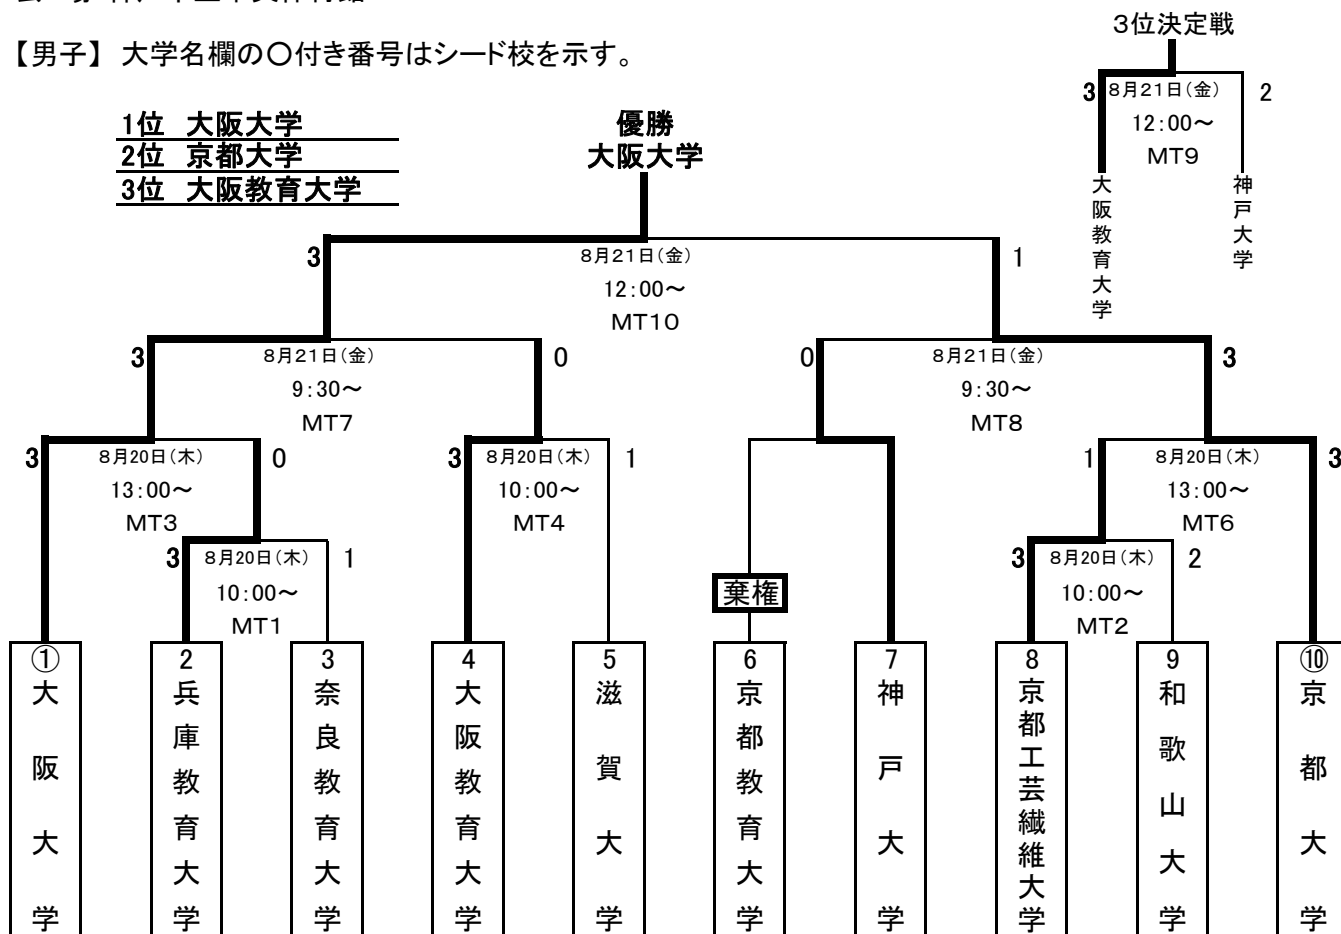 【男子】 大学名欄の〇付き番号はシード校を示す。
1位 大阪大学
2位 京都大学
3位 大阪教育大学
優勝
大阪大学
3位決定戦
3 8月21日(金) 2
12:00～
MT9
大阪教育大学
神戸大学
3 8月21日(金) 1
12:00～
MT10
3 8月21日(金) 0
9:30～
MT7
0 8月21日(金) 3
9:30～
MT8
3 8月20日(木) 0
13:00～
MT3
3 8月20日(木) 1
10:00～
MT4
1 8月20日(木) 3
13:00～
MT6
3 8月20日(木) 1
10:00～
MT1
棄権
3 8月20日(木) 2
10:00～
MT2
① 大阪大学
2 兵庫教育大学
3 奈良教育大学
4 大阪教育大学
5 滋賀大学
6 京都教育大学
7 神戸大学
8 京都工芸繊維大学
9 和歌山大学
⑩ 京都大学